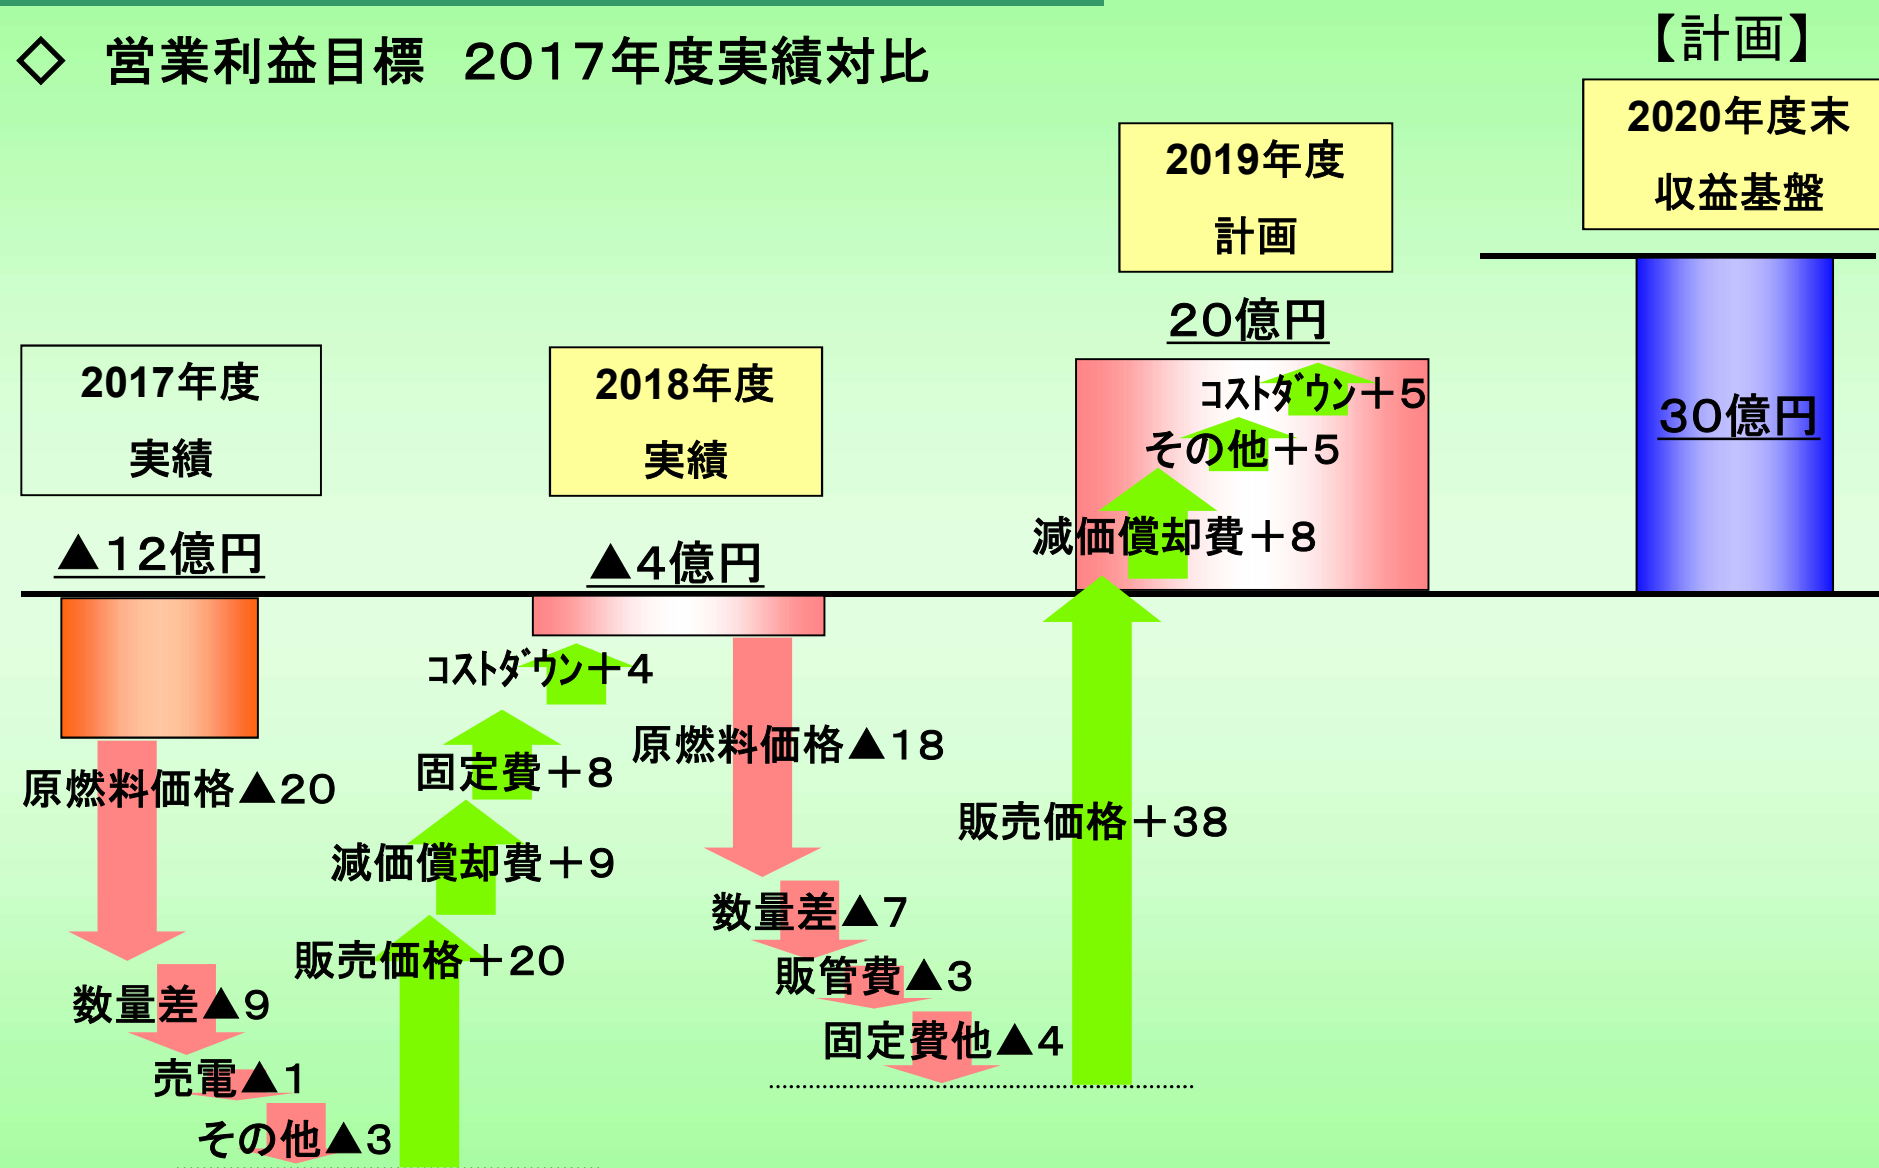 ◇ 営業利益目標 2017年度実績対比
【計画】
2020年度末
収益基盤
30億円
2019年度
計画
20億円
コストダウン+5
その他+5
減価償却費+8
販売価格+38
2017年度
実績
▲12億円
原燃料価格▲20
数量差▲9
売電▲1
その他▲3
販売価格+20
減価償却費+9
固定費+8
コストダウン+4
2018年度
実績
▲4億円
原燃料価格▲18
数量差▲7
販管費▲3
固定費他▲4